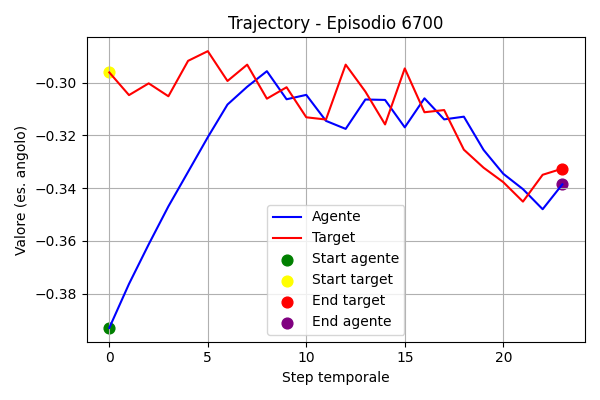 Trajectory - Episodio 6700
Valore (es. angolo)
−0.30
−0.32
−0.34
−0.36
−0.38
Agente
Target
Start agente
Start target
End target
End agente
0
5
10
15
20
Step temporale